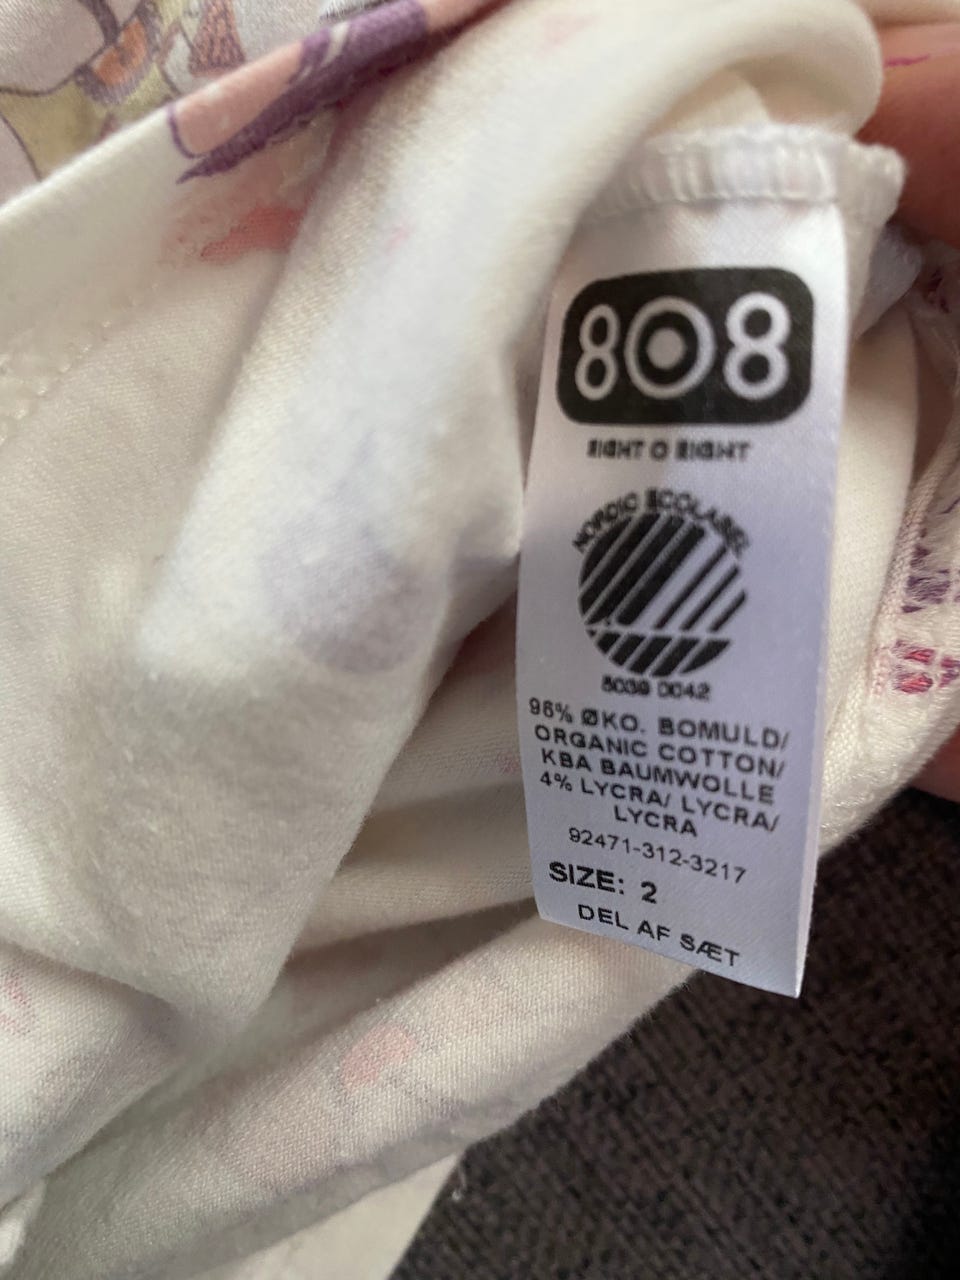 8O8
EIGHT O EIGHT
NORDIC ECOLABEL
5039 0042
96% ØKO. BOMULD/
ORGANIC COTTON/
KBA BAUMWOLLE
4% LYCRA/ LYCRA/
LYCRA
92471-312-3217
SIZE: 2
DEL AF SÆT